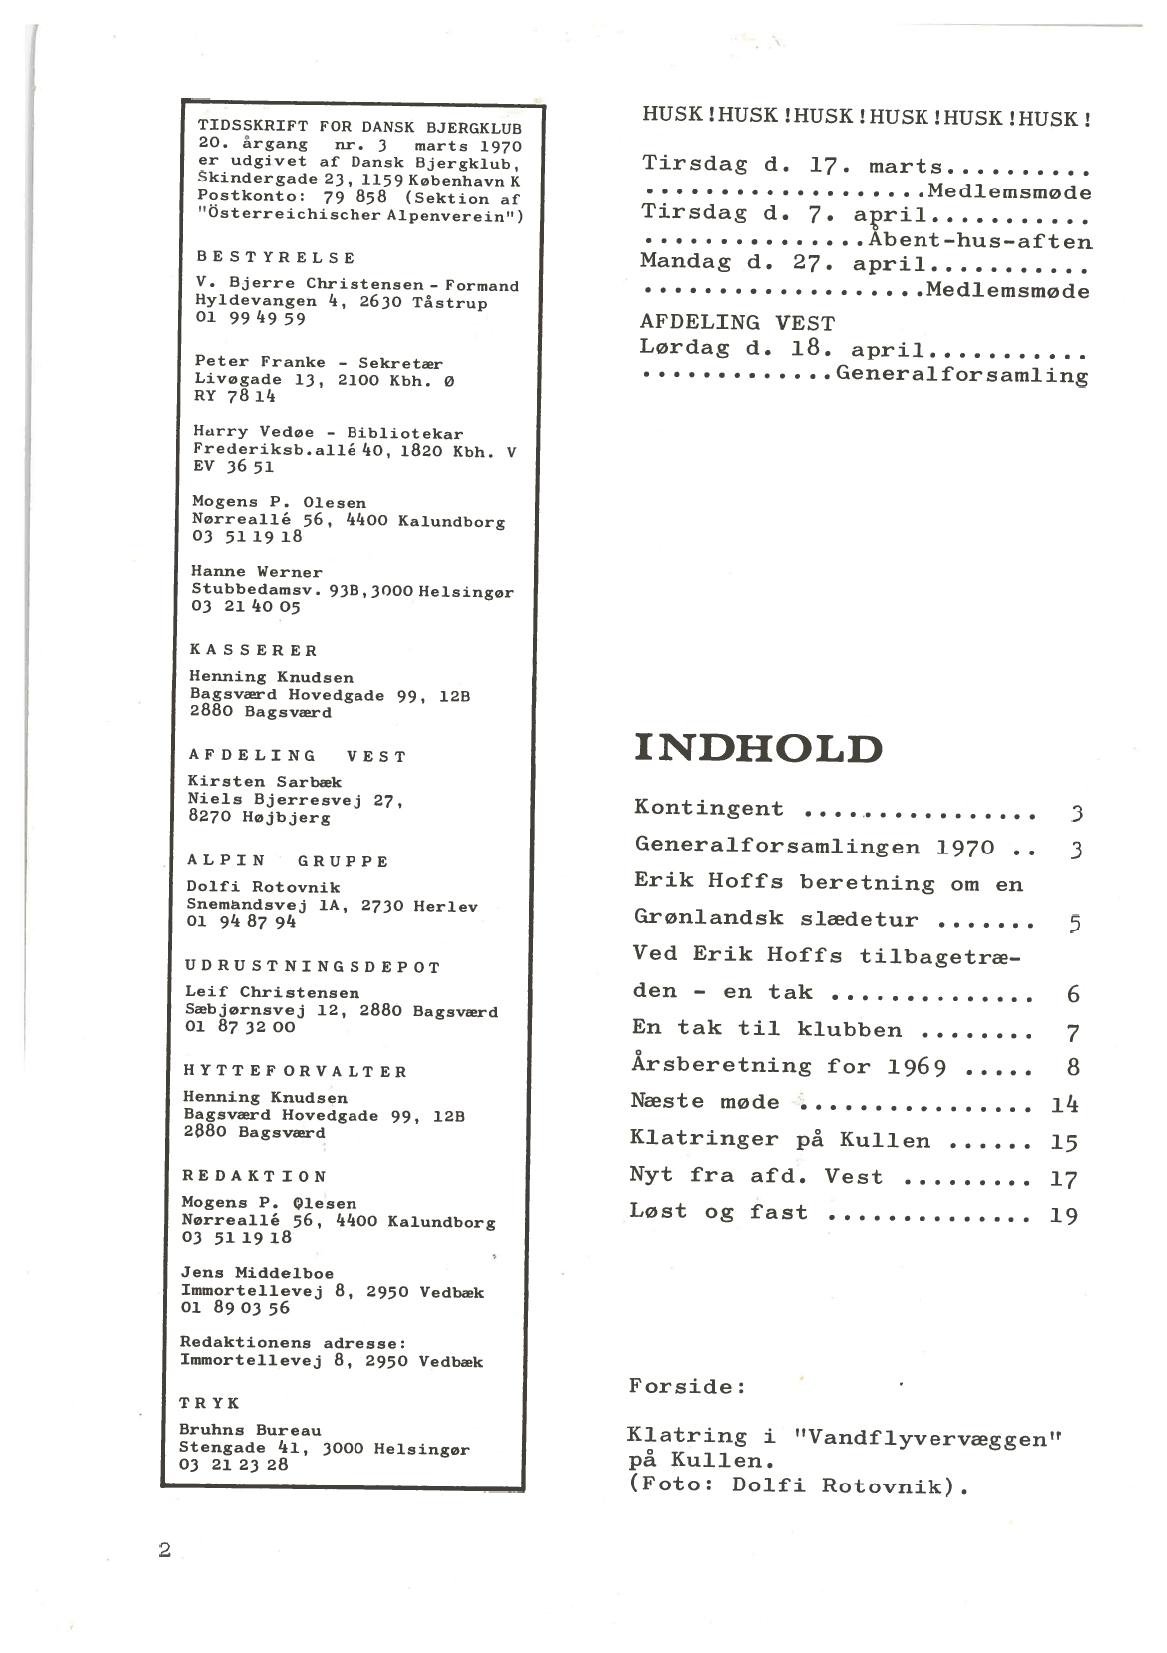 TIDSSKRIFT FOR DANSK BJERGKLUB
20. årgang nr. 3 marts 1970
er udgivet af Dansk Bjergklub,
Skindergade 23, 1159 København K
Postkonto: 79 858 (Sektion af
"Österreichischer Alpenverein")
BESTYRELSE
V. Bjerre Christensen - Formand
Hyldevangen 4, 2630 Tåstrup
01 99 49 59
Peter Franke - Sekretær
Livøgade 13, 2100 Kbh. Ø
RY 78 14
Harry Vedøe - Bibliotekar
Frederiksb.allé 40, 1820 Kbh. V
EV 36 51
Mogens P. Olesen
Nørreallé 56, 4400 Kalundborg
03 51 19 18
Hanne Werner
Stubbedamsv. 93B, 3000 Helsingør
03 21 40 05
KASSERER
Henning Knudsen
Bagsværd Hovedgade 99, 12B
2880 Bagsværd
AFDELING VEST
Kirsten Sarbæk
Niels Bjerresvej 27,
8270 Højbjerg
ALPIN GRUPPE
Dolfi Rotovnik
Snemandsvej 1A, 2730 Herlev
01 94 87 94
UDRUSTNINGSDEPOT
Leif Christensen
Sæbjørnsvej 12, 2880 Bagsværd
01 87 32 00
HYTTEFORVALTER
Henning Knudsen
Bagsværd Hovedgade 99, 12B
2880 Bagsværd
REDAKTION
Mogens P. Olesen
Nørreallé 56, 4400 Kalundborg
03 51 19 18
Jens Middelboe
Immortellevej 8, 2950 Vedbæk
01 89 03 56
Redaktionens adresse:
Immortellevej 8, 2950 Vedbæk
TRYK
Bruhns Bureau
Stengade 41, 3000 Helsingør
03 21 23 28
HUSK!HUSK!HUSK!HUSK!HUSK!HUSK!
Tirsdag d. 17. marts..........
...................Medlemsmøde
Tirsdag d. 7. april...........
...............Åbent-hus-aften
Mandag d. 27. april...........
...................Medlemsmøde
AFDELING VEST
Lørdag d. 18. april...........
.............Generalforsamling
INDHOLD
Kontingent ................ 3
Generalforsamlingen 1970 .. 3
Erik Hoffs beretning om en
Grønlandsk slædetur ....... 5
Ved Erik Hoffs tilbagetræ-
den - en tak .............. 6
En tak til klubben ........ 7
Årsberetning for 1969 ..... 8
Næste møde ................ 14
Klatringer på Kullen ...... 15
Nyt fra afd. Vest ......... 17
Løst og fast .............. 19
Forside:
Klatring i "Vandflyvervæggen"
på Kullen.
(Foto: Dolfi Rotovnik).
2